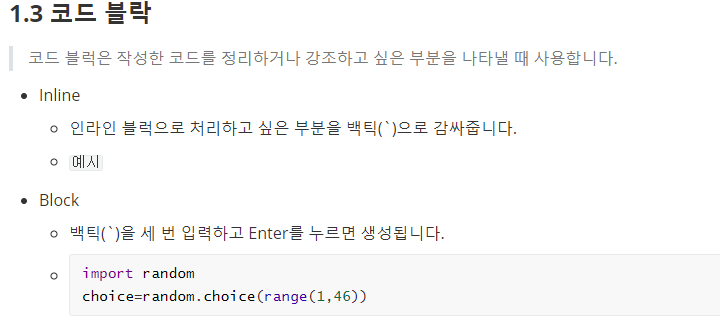 1.3 코드 블락
코드 블럭은 작성한 코드를 정리하거나 강조하고 싶은 부분을 나타낼 때 사용합니다.
Inline
인라인 블럭으로 처리하고 싶은 부분을 백틱(`)으로 감싸줍니다.
예시
Block
백틱(`)을 세 번 입력하고 Enter를 누르면 생성됩니다.
import random
choice=random.choice(range(1,46))